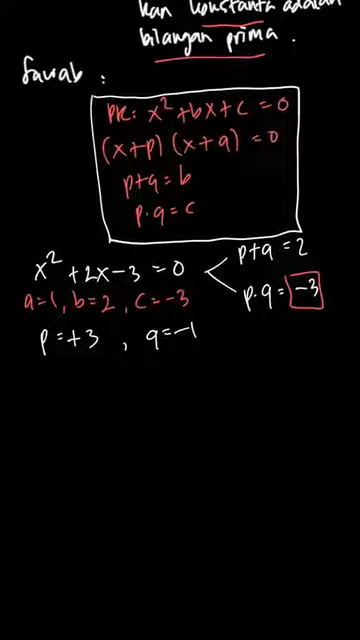 kan konstanta adalah
bilangan prima.
Jawab :
PK: x² + bx + c = 0
(x+p) (x+q) = 0
p+q = b
p·q = c
x² + 2x - 3 = 0
p+q = 2
a=1, b=2, c=-3
p·q = -3
p = +3 , q = -1